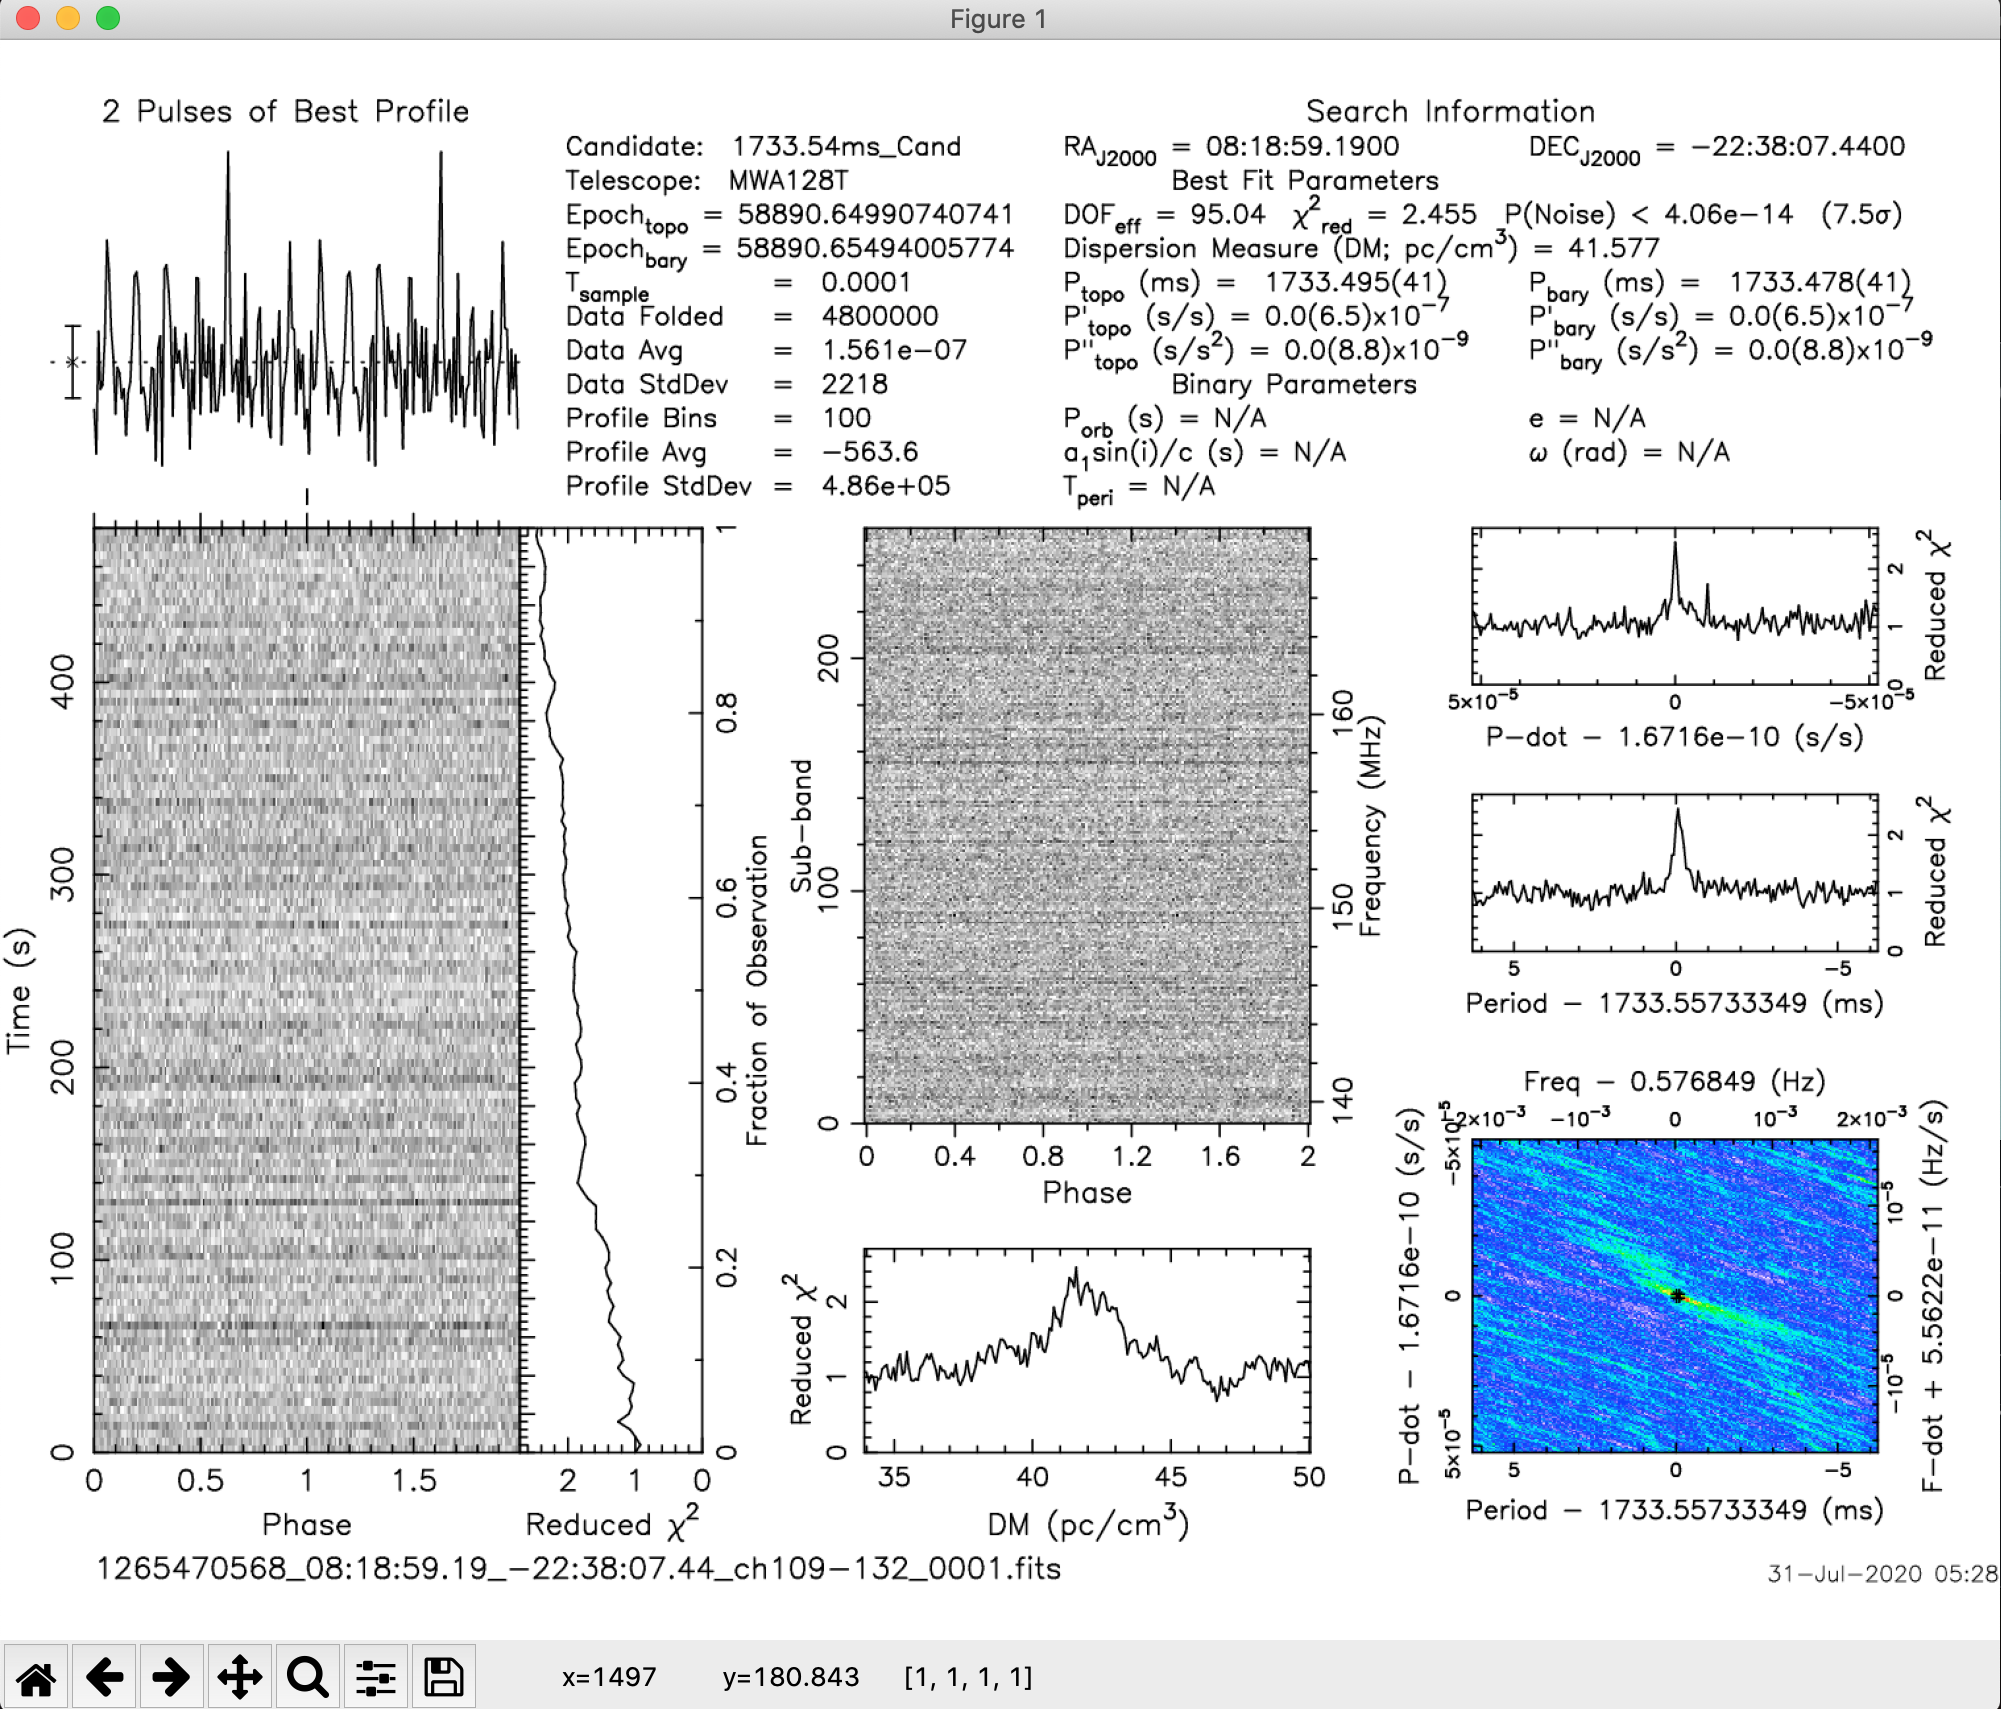 Figure 1
2 Pulses of Best Profile
Candidate: 1733.54ms_Cand
Telescope: MWA128T
Epoch_topo = 58890.64990740741
Epoch_bary = 58890.65494005774
T_sample = 0.0001
Data Folded = 4800000
Data Avg = 1.561e−07
Data StdDev = 2218
Profile Bins = 100
Profile Avg = −563.6
Profile StdDev = 4.86e+05
Search Information
RA_J2000 = 08:18:59.1900 DEC_J2000 = −22:38:07.4400
Best Fit Parameters
DOF_eff = 95.04 χ²_red = 2.455 P(Noise) < 4.06e−14 (7.5σ)
Dispersion Measure (DM; pc/cm³) = 41.577
P_topo (ms) = 1733.495(41) P_bary (ms) = 1733.478(41)
P'_topo (s/s) = 0.0(6.5)x10⁻⁷ P'_bary (s/s) = 0.0(6.5)x10⁻⁷
P''_topo (s/s²) = 0.0(8.8)x10⁻⁹ P''_bary (s/s²) = 0.0(8.8)x10⁻⁹
Binary Parameters
P_orb (s) = N/A e = N/A
a₁sin(i)/c (s) = N/A ω (rad) = N/A
T_peri = N/A
0 100 200 300 400
Time (s)
0 0.5 1 1.5
Phase
2 1 0
Reduced χ²
0 0.2 0.4 0.6 0.8 1
Fraction of Observation
0 100 200
Sub−band
140 150 160
Frequency (MHz)
0 0.4 0.8 1.2 1.6 2
Phase
0 1 2
Reduced χ²
35 40 45 50
DM (pc/cm³)
0 1 2
Reduced χ²
5×10⁻⁵ 0 −5×10⁻⁵
P−dot − 1.6716e−10 (s/s)
0 1 2
Reduced χ²
5 0 −5
Period − 1733.55733349 (ms)
Freq − 0.576849 (Hz)
−2×10⁻³ −10⁻³ 0 10⁻³ 2×10⁻³
−5×10⁻⁵ 0 5×10⁻⁵
P−dot − 1.6716e−10 (s/s)
10⁻⁵ 0 −10⁻⁵
F−dot + 5.5622e−11 (Hz/s)
5 0 −5
Period − 1733.55733349 (ms)
1265470568_08:18:59.19_−22:38:07.44_ch109−132_0001.fits
31−Jul−2020 05:28
x=1497 y=180.843 [1, 1, 1, 1]